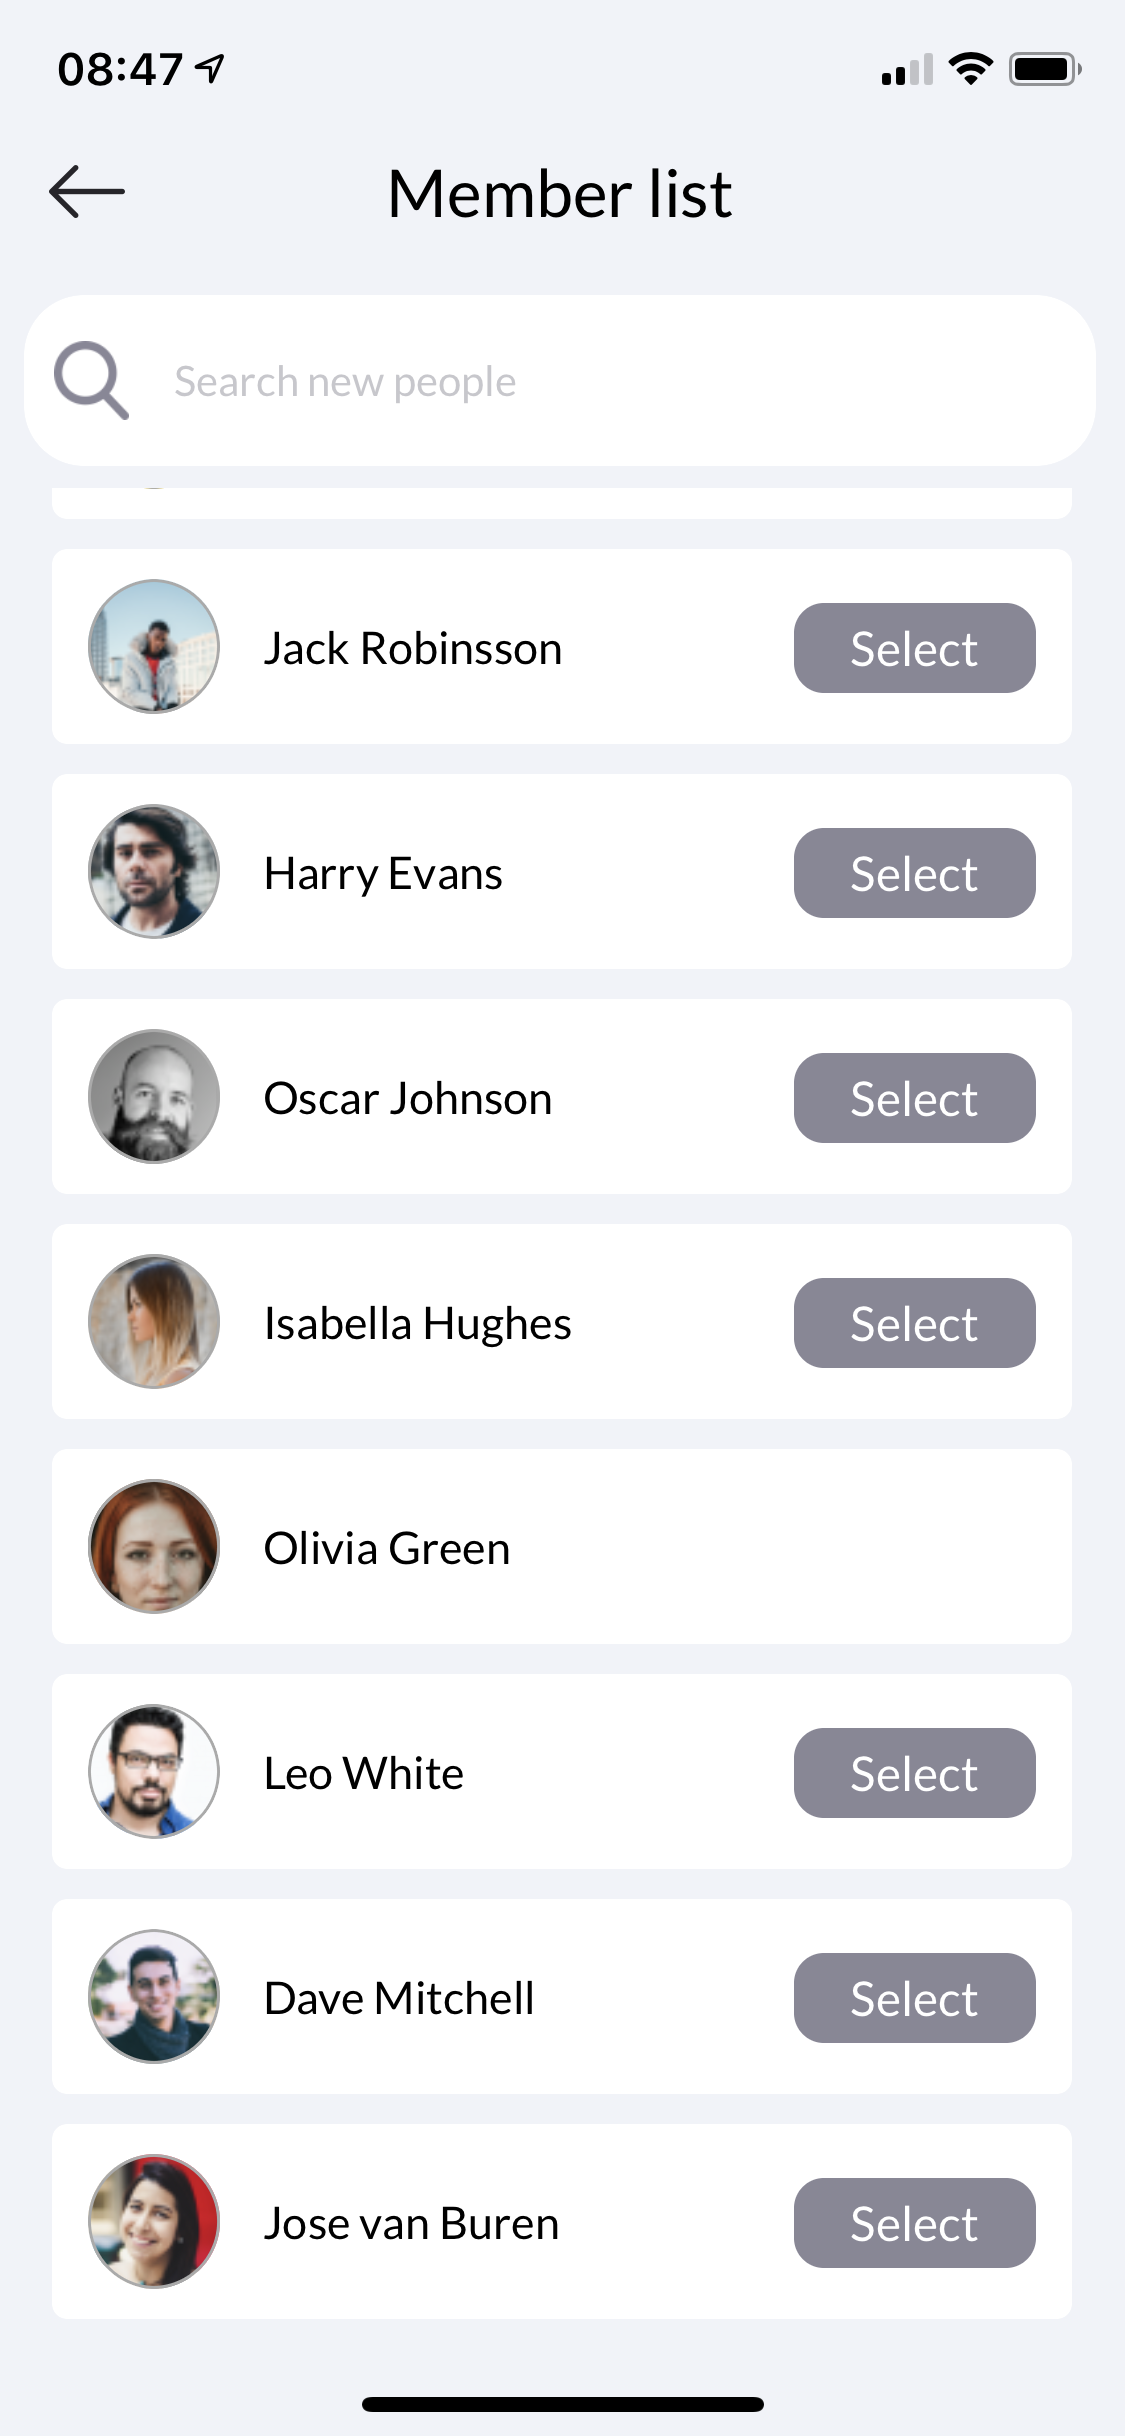 08:47
Member list
Search new people
Jack Robinsson
Select
Harry Evans
Select
Oscar Johnson
Select
Isabella Hughes
Select
Olivia Green
Leo White
Select
Dave Mitchell
Select
Jose van Buren
Select